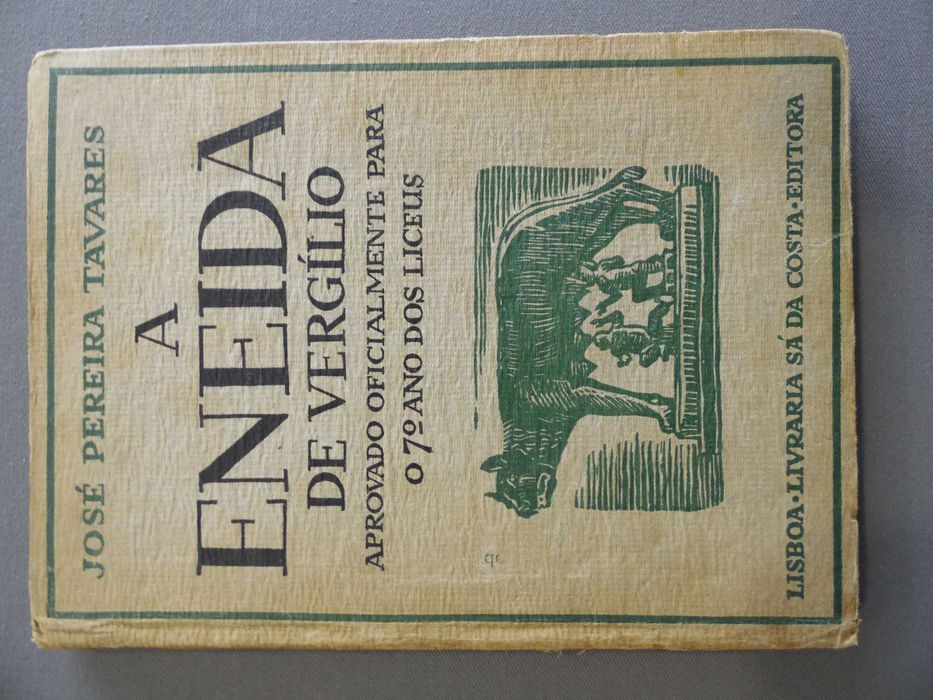 JOSÉ PEREIRA TAVARES
A
ENEIDA
DE VERGÍLIO
APROVADO OFICIALMENTE PARA
O 7º ANO DOS LICEUS
LISBOA•LIVRARIA SÁ DA COSTA•EDITORA